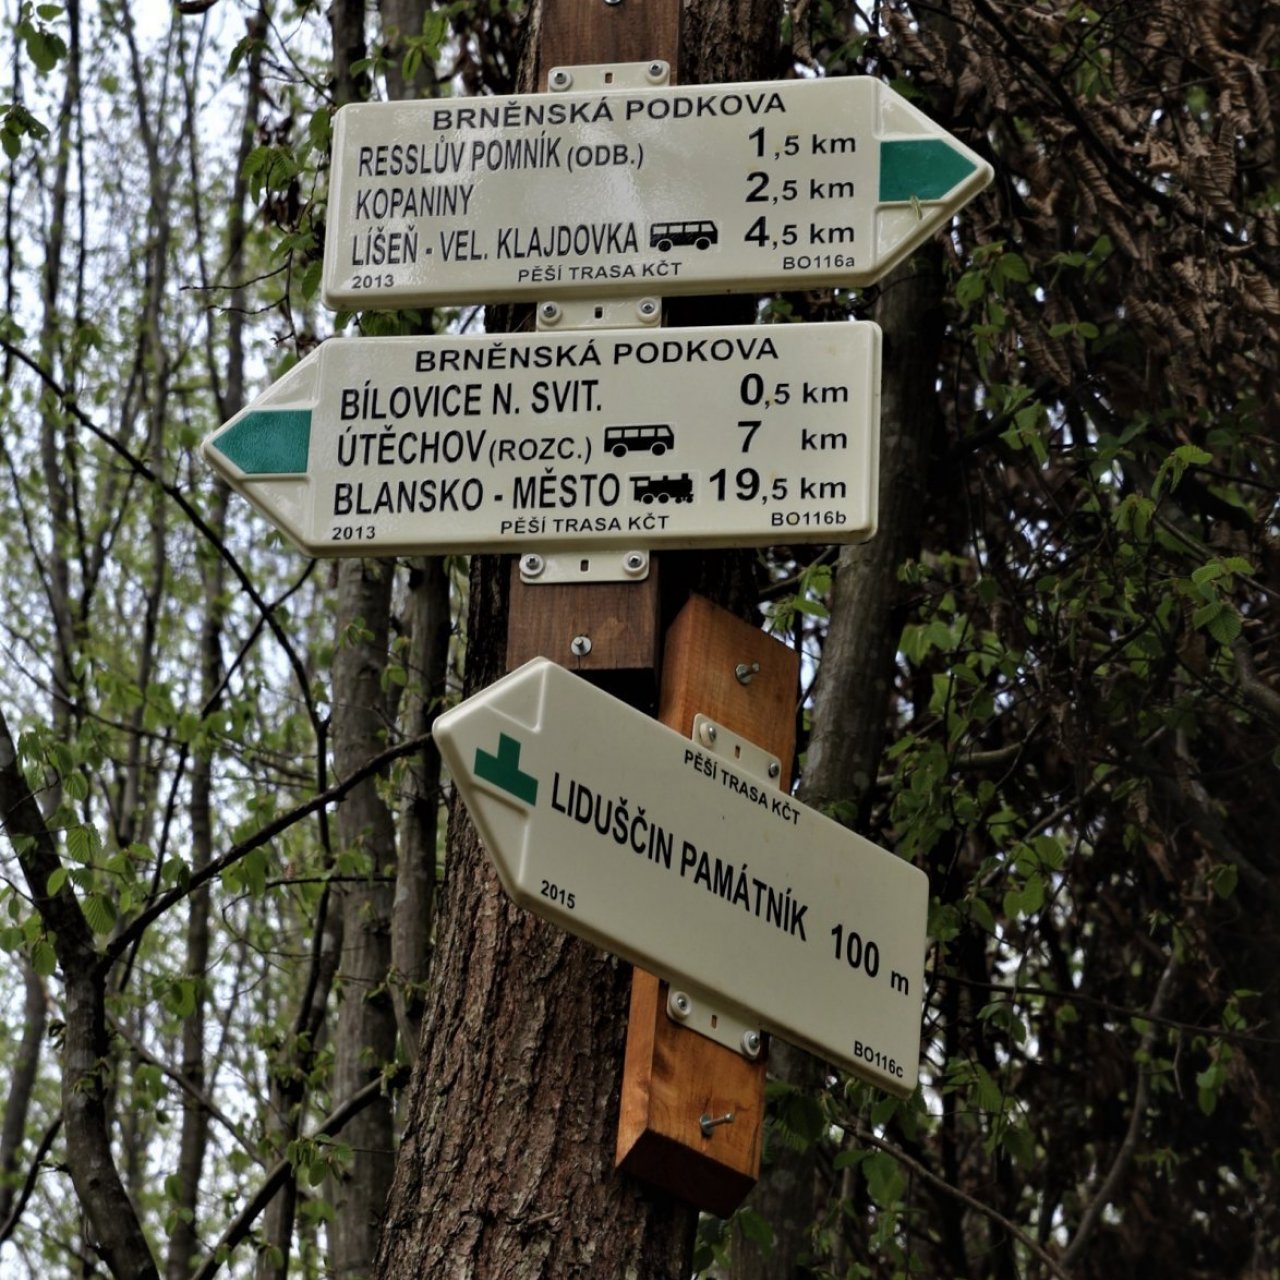 BRNĚNSKÁ PODKOVA
RESSLŮV POMNÍK (ODB.) 1,5 km
KOPANINY 2,5 km
LÍŠEŇ - VEL. KLAJDOVKA 4,5 km
2013 PĚŠÍ TRASA KČT BO116a
BRNĚNSKÁ PODKOVA
BÍLOVICE N. SVIT. 0,5 km
ÚTĚCHOV (ROZC.) 7 km
BLANSKO - MĚSTO 19,5 km
2013 PĚŠÍ TRASA KČT BO116b
PĚŠÍ TRASA KČT
LIDUŠČIN PAMÁTNÍK 100 m
2015 BO116c